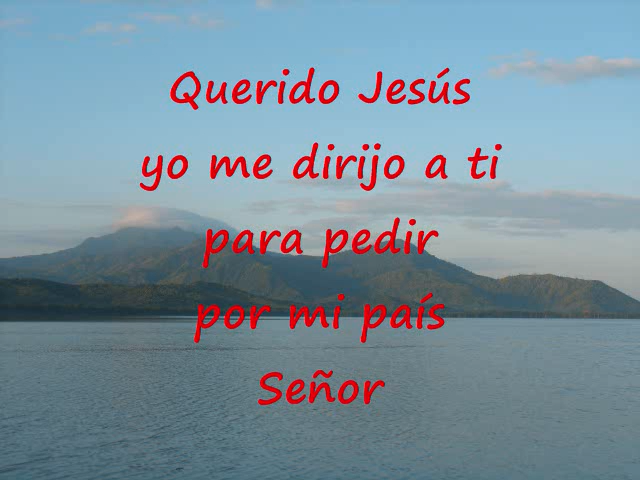 Querido Jesús
yo me dirijo a ti
para pedir
por mi país
Señor